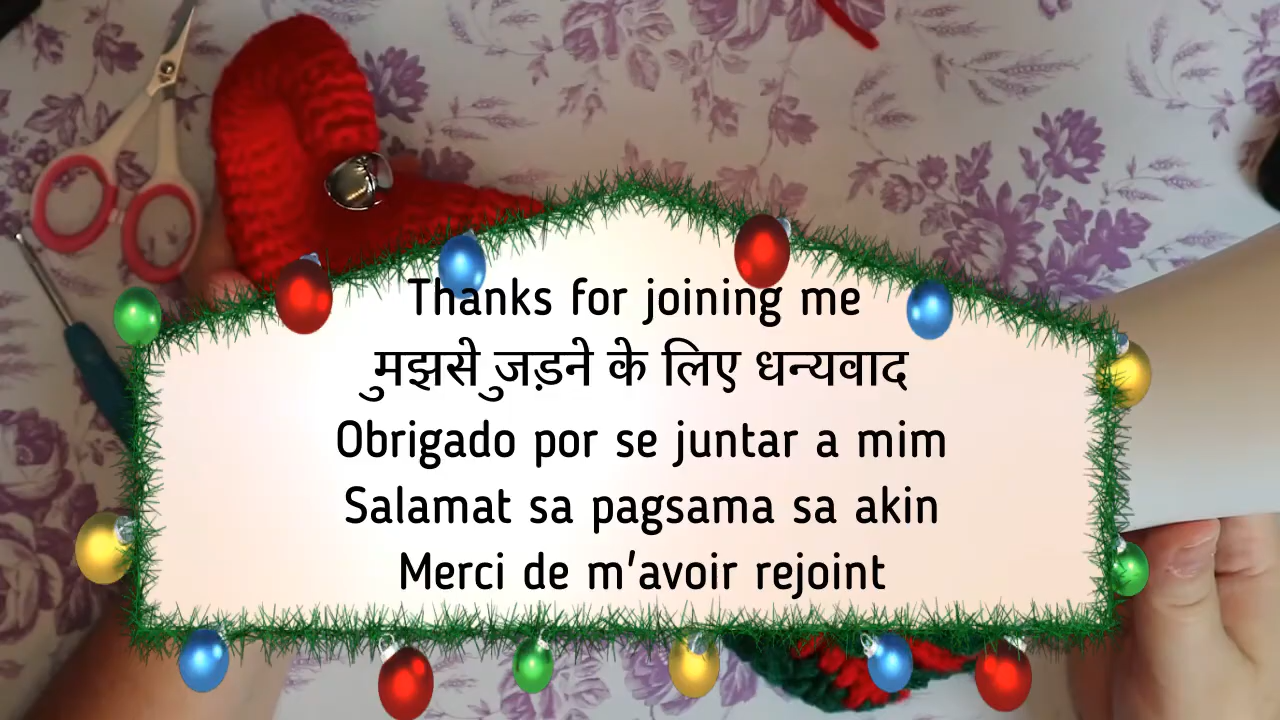 Thanks for joining me
मुझसे जुड़ने के लिए धन्यवाद
Obrigado por se juntar a mim
Salamat sa pagsama sa akin
Merci de m'avoir rejoint